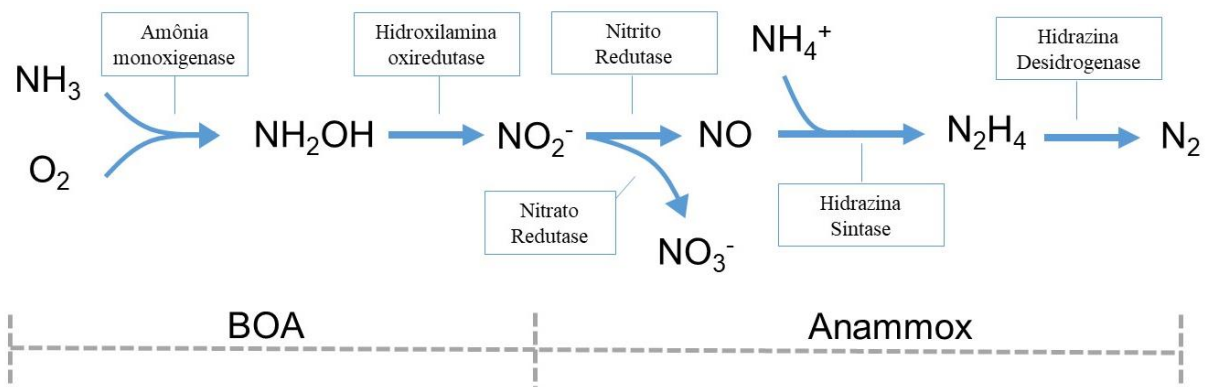 Amônia
monoxigenase
Hidroxilamina
oxiredutase
Nitrito
Redutase
NH₄⁺
Hidrazina
Desidrogenase
NH₃
O₂
NH₂OH
NO₂⁻
NO
N₂H₄
N₂
Nitrato
Redutase
Hidrazina
Sintase
NO₃⁻
BOA
Anammox